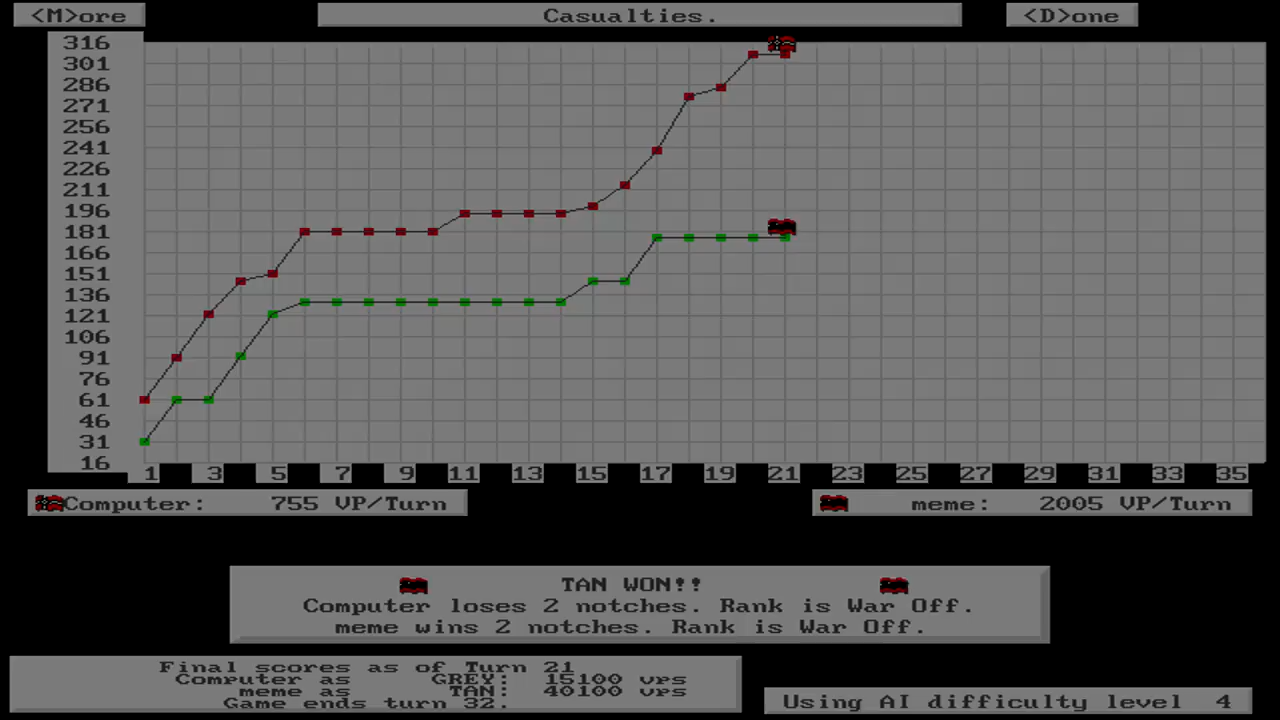 <M>ore
Casualties.
<D>one
316
301
286
271
256
241
226
211
196
181
166
151
136
121
106
91
76
61
46
31
16
1 3 5 7 9 11 13 15 17 19 21 23 25 27 29 31 33 35
Computer: 755 VP/Turn
meme: 2005 VP/Turn
TAN WON!!
Computer loses 2 notches. Rank is War Off.
meme wins 2 notches. Rank is War Off.
Final scores as of Turn 21
Computer as GREY: 15100 vps
meme as TAN: 40100 vps
Game ends turn 32.
Using AI difficulty level 4